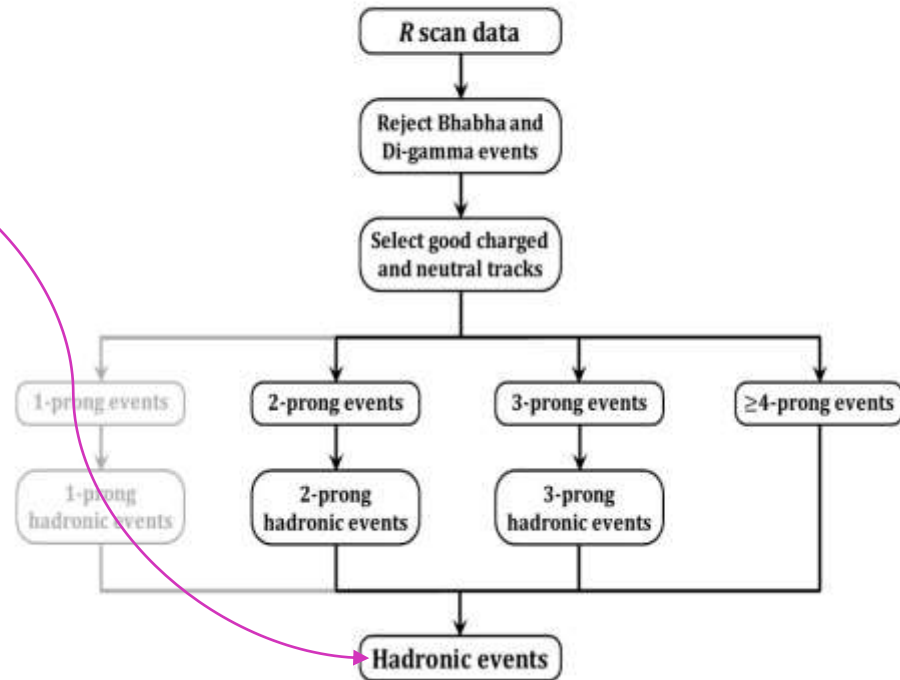 R scan data
Reject Bhabha and
Di-gamma events
Select good charged
and neutral tracks
1-prong events
2-prong events
3-prong events
≥4-prong events
1-prong
hadronic events
2-prong
hadronic events
3-prong
hadronic events
Hadronic events